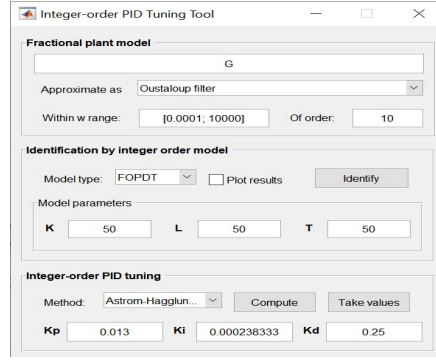 Integer-order PID Tuning Tool
Fractional plant model
G
Approximate as Oustaloup filter
Within w range: [0.0001; 10000] Of order: 10
Identification by integer order model
Model type: FOPDT Plot results Identify
Model parameters
K 50 L 50 T 50
Integer-order PID tuning
Method: Astrom-Hagglun... Compute Take values
Kp 0.013 Ki 0.000238333 Kd 0.25